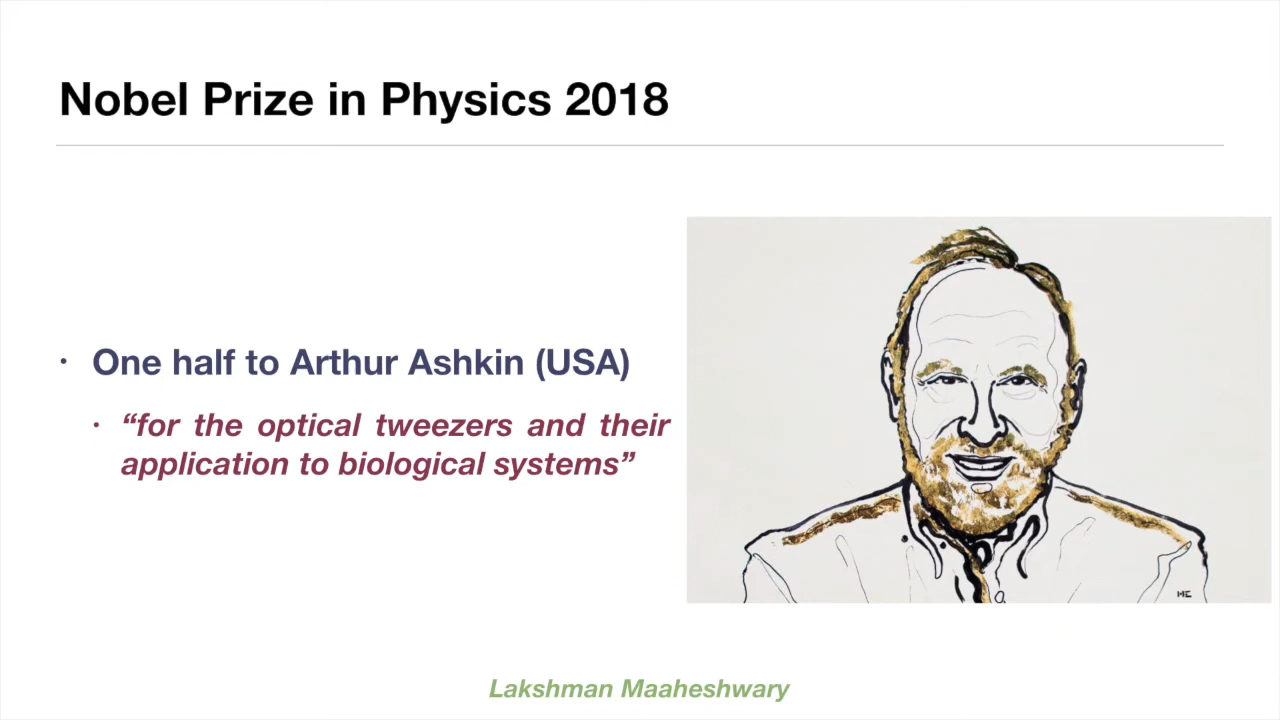 Nobel Prize in Physics 2018
• One half to Arthur Ashkin (USA)
• “for the optical tweezers and their
application to biological systems”
HE
Lakshman Maaheshwary